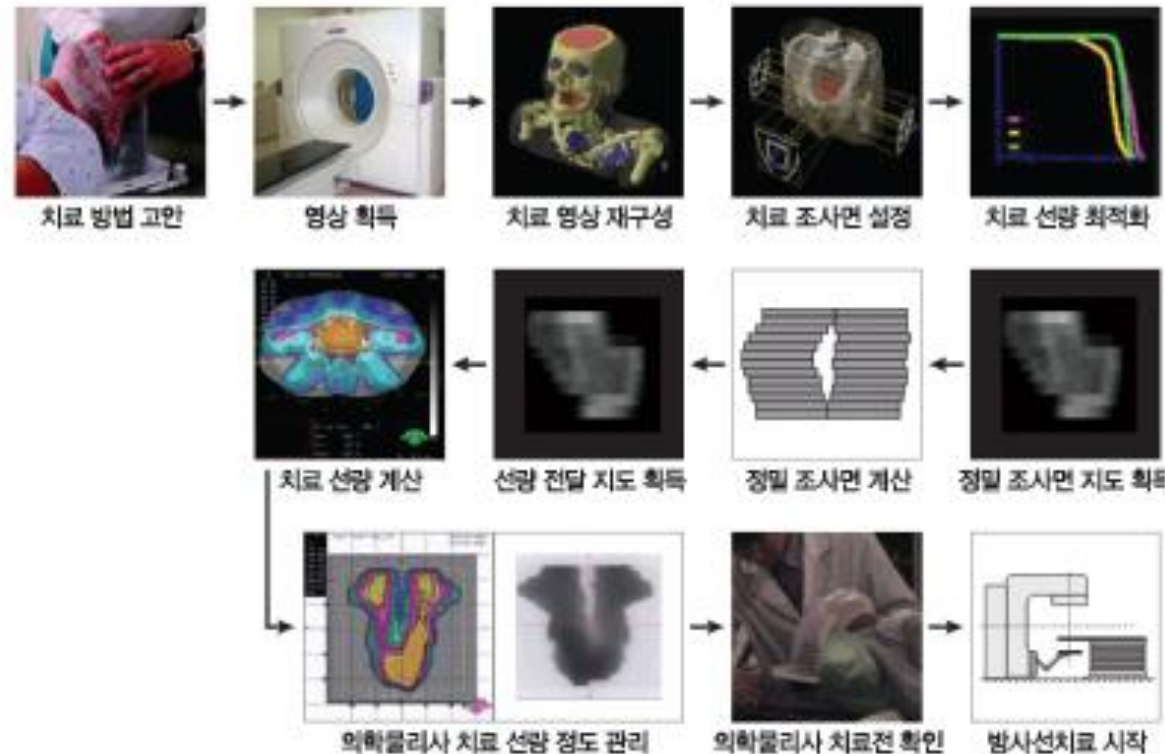 치료 방법 고안
영상 획득
치료 영상 재구성
치료 조사면 설정
치료 선량 최적화
치료 선량 계산
선량 전달 지도 획득
정밀 조사면 계산
정밀 조사면 지도 획득
의학물리사 치료 선량 정도 관리
의학물리사 치료전 확인
방사선치료 시작